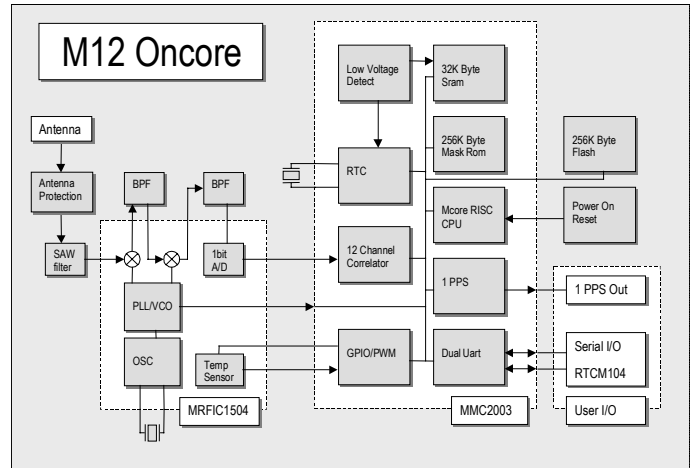 M12 Oncore
Low Voltage
Detect
32K Byte
Sram
Antenna
256K Byte
Mask Rom
256K Byte
Flash
Antenna
Protection
BPF
BPF
RTC
Mcore RISC
CPU
Power On
Reset
SAW
filter
1bit
A/D
12 Channel
Correlator
1 PPS
1 PPS Out
PLL/VCO
OSC
Temp
Sensor
GPIO/PWM
Dual Uart
Serial I/O
RTCM104
MRFIC1504
MMC2003
User I/O